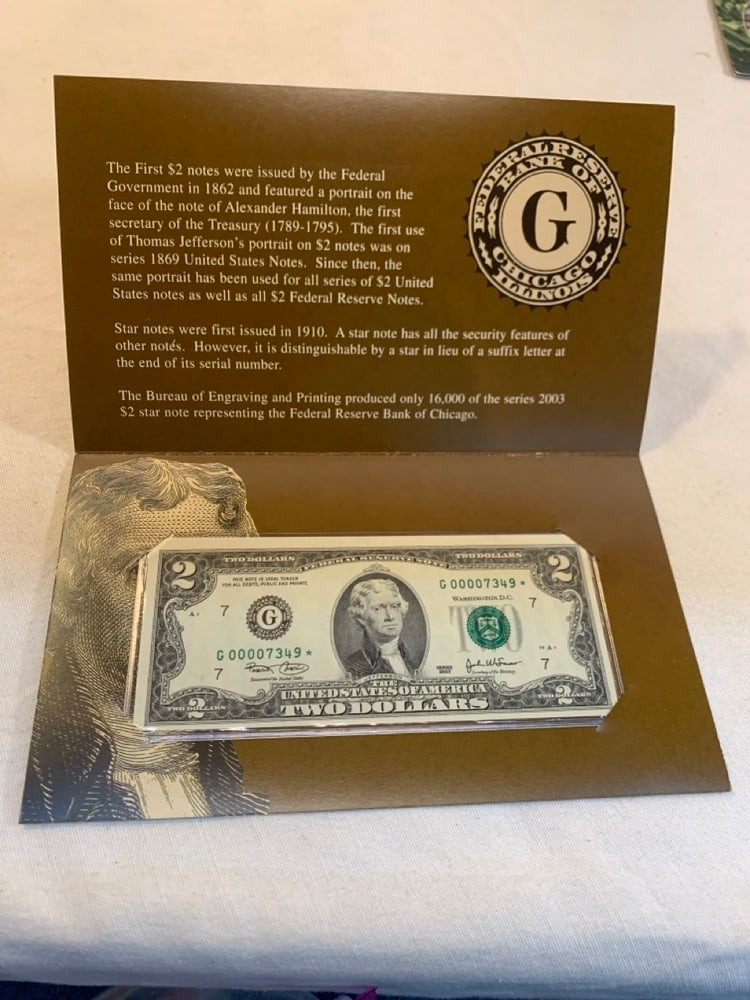 The First $2 notes were issued by the Federal
Government in 1862 and featured a portrait on the
face of the note of Alexander Hamilton, the first
secretary of the Treasury (1789-1795). The first use
of Thomas Jefferson's portrait on $2 notes was on
series 1869 United States Notes. Since then, the
same portrait has been used for all series of $2 United
States notes as well as all $2 Federal Reserve Notes.
FEDERAL RESERVE
BANK OF
G
CHICAGO
ILLINOIS
Star notes were first issued in 1910. A star note has all the security features of
other notes. However, it is distinguishable by a star in lieu of a suffix letter at
the end of its serial number.
The Bureau of Engraving and Printing produced only 16,000 of the series 2003
$2 star note representing the Federal Reserve Bank of Chicago.
2
TWO DOLLARS
FEDERAL RESERVE NOTE
TWO DOLLARS
2
THIS NOTE IS LEGAL TENDER
FOR ALL DEBTS, PUBLIC AND PRIVATE
G 00007349 *
WASHINGTON, D.C.
7
G
7
TWO
G 00007349 *
7
SERIES
2003
7
THE
UNITED STATES OF AMERICA
TWO DOLLARS
TWO 2 DOLLARS
TWO 2 DOLLARS